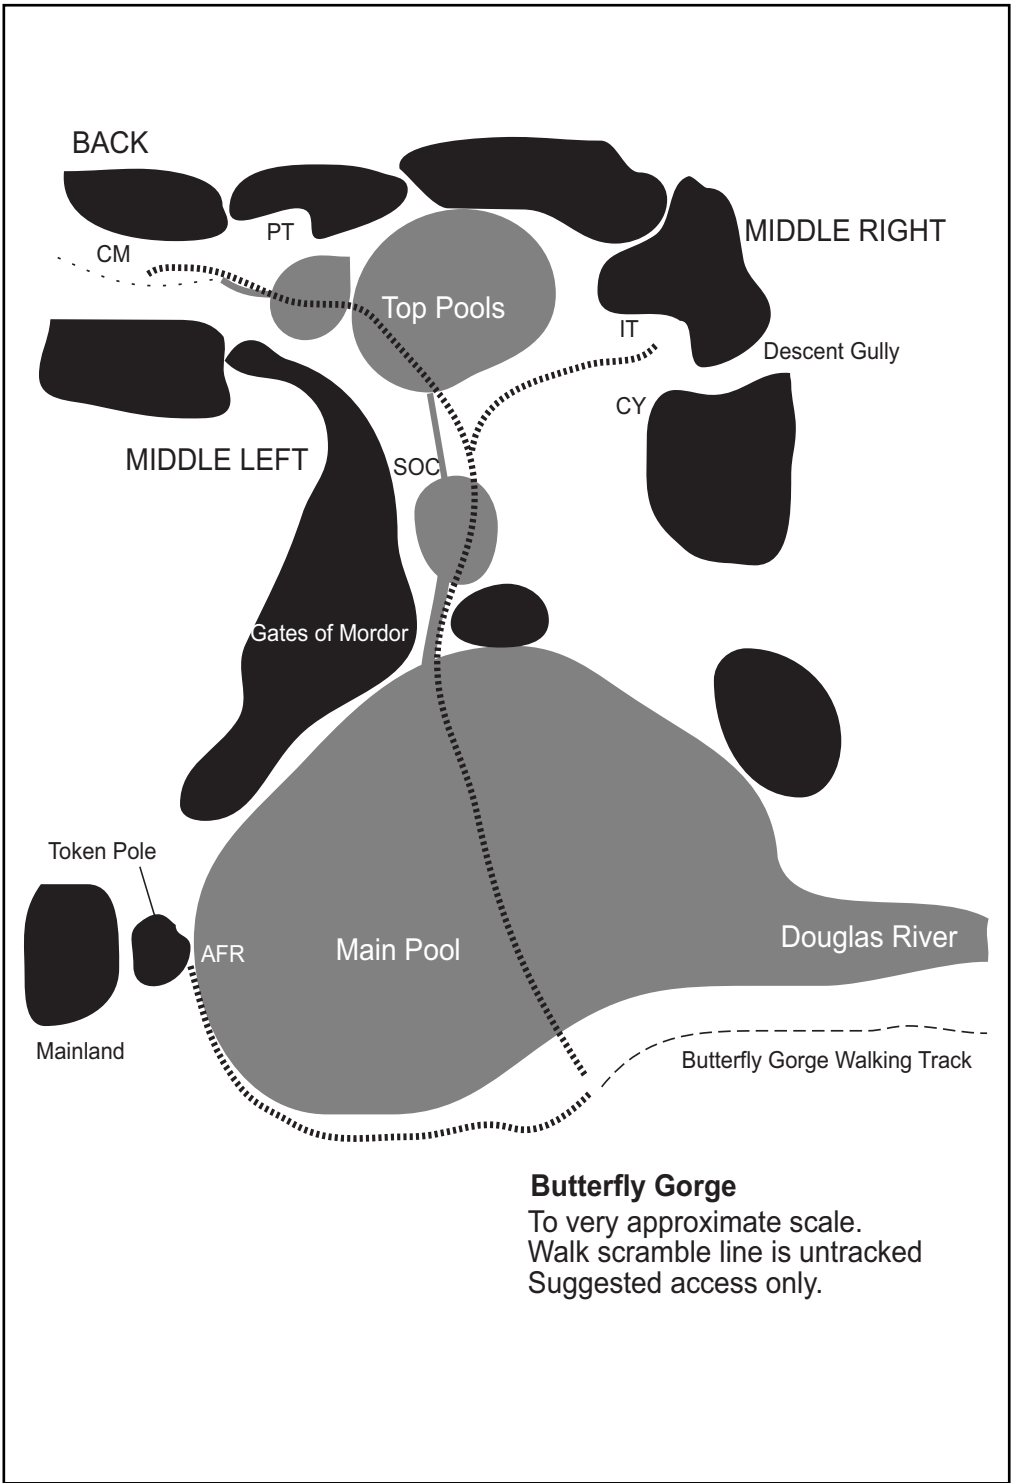 BACK
PT
MIDDLE RIGHT
CM
Top Pools
IT
Descent Gully
CY
MIDDLE LEFT
SOC
Gates of Mordor
Token Pole
AFR
Main Pool
Douglas River
Mainland
Butterfly Gorge Walking Track
Butterfly Gorge
To very approximate scale.
Walk scramble line is untracked
Suggested access only.